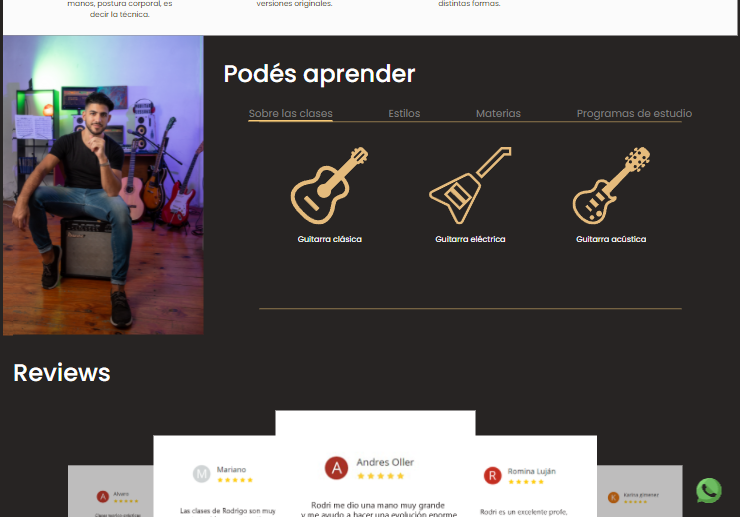 manos, postura corporal, es
decir la técnica.
versiones originales.
distintas formas.
Podés aprender
Sobre las clases
Estilos
Materias
Programas de estudio
Guitarra clásica
Guitarra eléctrica
Guitarra acústica
Reviews
A Alvaro
M Mariano
A Andres Oller
R Romina Luján
K Karina Jimenez
Las clases de Rodrigo son muy
Rodri me dio una mano muy grande
y me ayudo a hacer una evolución enorme
Rodri es un excelente profe,